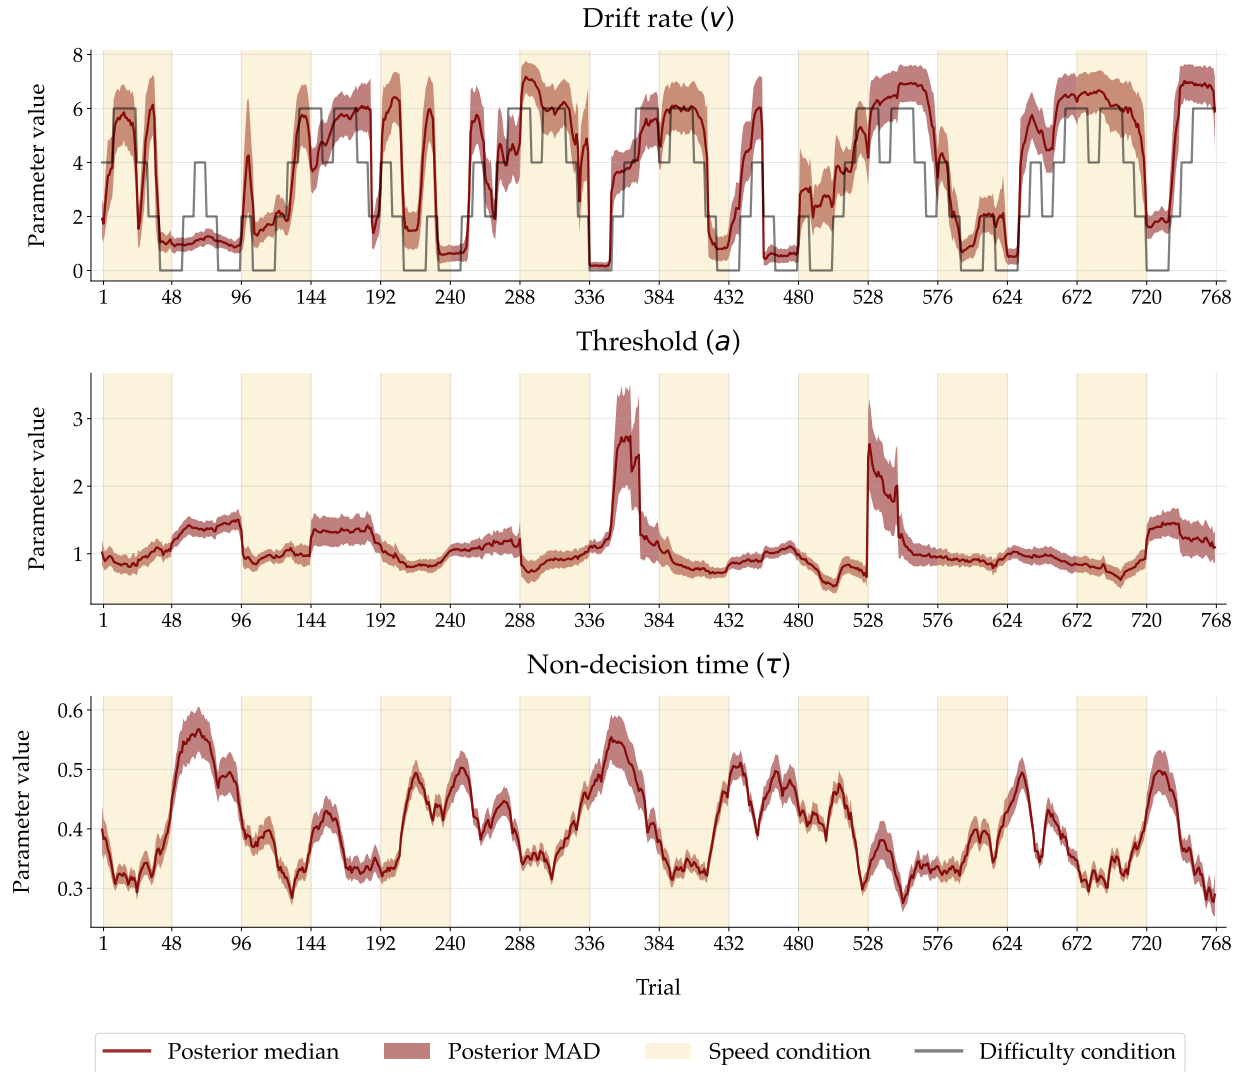 Drift rate (v)
Parameter value
8
6
4
2
0
1 48 96 144 192 240 288 336 384 432 480 528 576 624 672 720 768
Threshold (a)
Parameter value
3
2
1
1 48 96 144 192 240 288 336 384 432 480 528 576 624 672 720 768
Non-decision time (τ)
Parameter value
0.6
0.5
0.4
0.3
1 48 96 144 192 240 288 336 384 432 480 528 576 624 672 720 768
Trial
Posterior median Posterior MAD Speed condition Difficulty condition